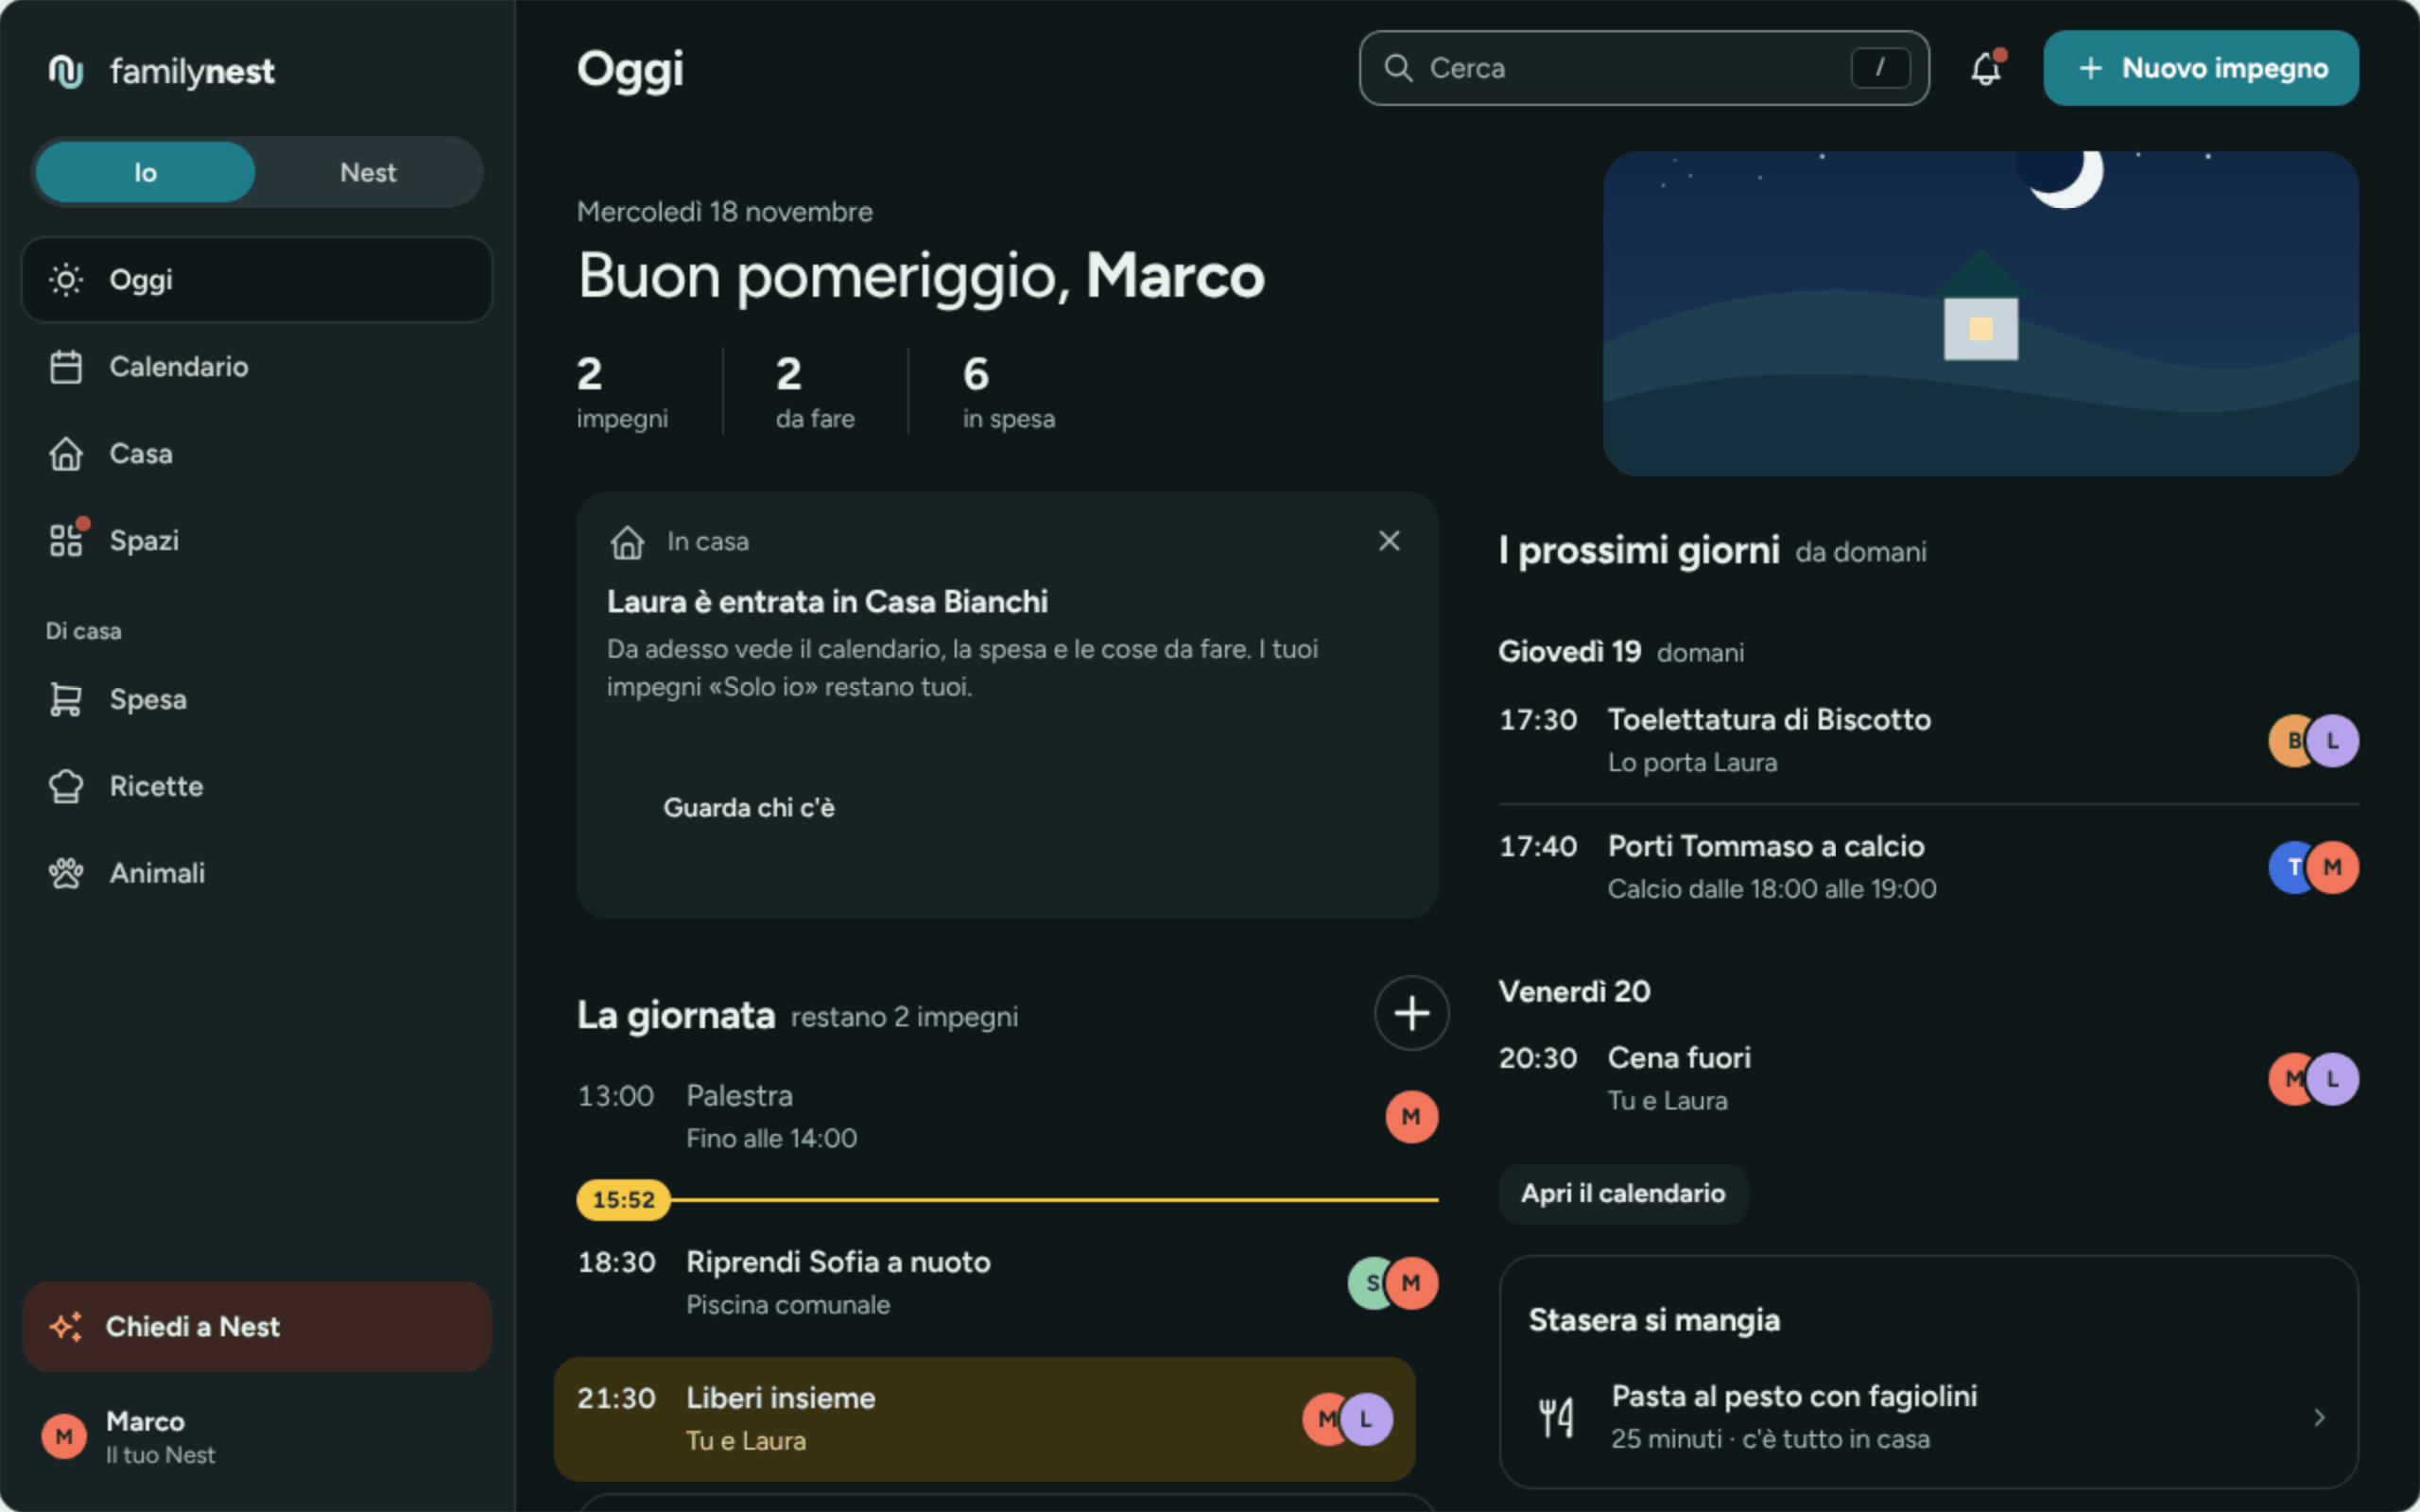 familynest
Io
Nest
Oggi
Calendario
Casa
Spazi
Di casa
Spesa
Ricette
Animali
Chiedi a Nest
M
Marco
Il tuo Nest
Oggi
Cerca
/
Nuovo impegno
Mercoledì 18 novembre
Buon pomeriggio, Marco
2
impegni
2
da fare
6
in spesa
In casa
Laura è entrata in Casa Bianchi
Da adesso vede il calendario, la spesa e le cose da fare. I tuoi
impegni «Solo io» restano tuoi.
Guarda chi c'è
La giornata restano 2 impegni
13:00 Palestra
Fino alle 14:00
M
15:52
18:30 Riprendi Sofia a nuoto
Piscina comunale
S M
21:30 Liberi insieme
Tu e Laura
M L
I prossimi giorni da domani
Giovedì 19 domani
17:30 Toelettatura di Biscotto
Lo porta Laura
B L
17:40 Porti Tommaso a calcio
Calcio dalle 18:00 alle 19:00
T M
Venerdì 20
20:30 Cena fuori
Tu e Laura
M L
Apri il calendario
Stasera si mangia
Pasta al pesto con fagiolini
25 minuti · c'è tutto in casa